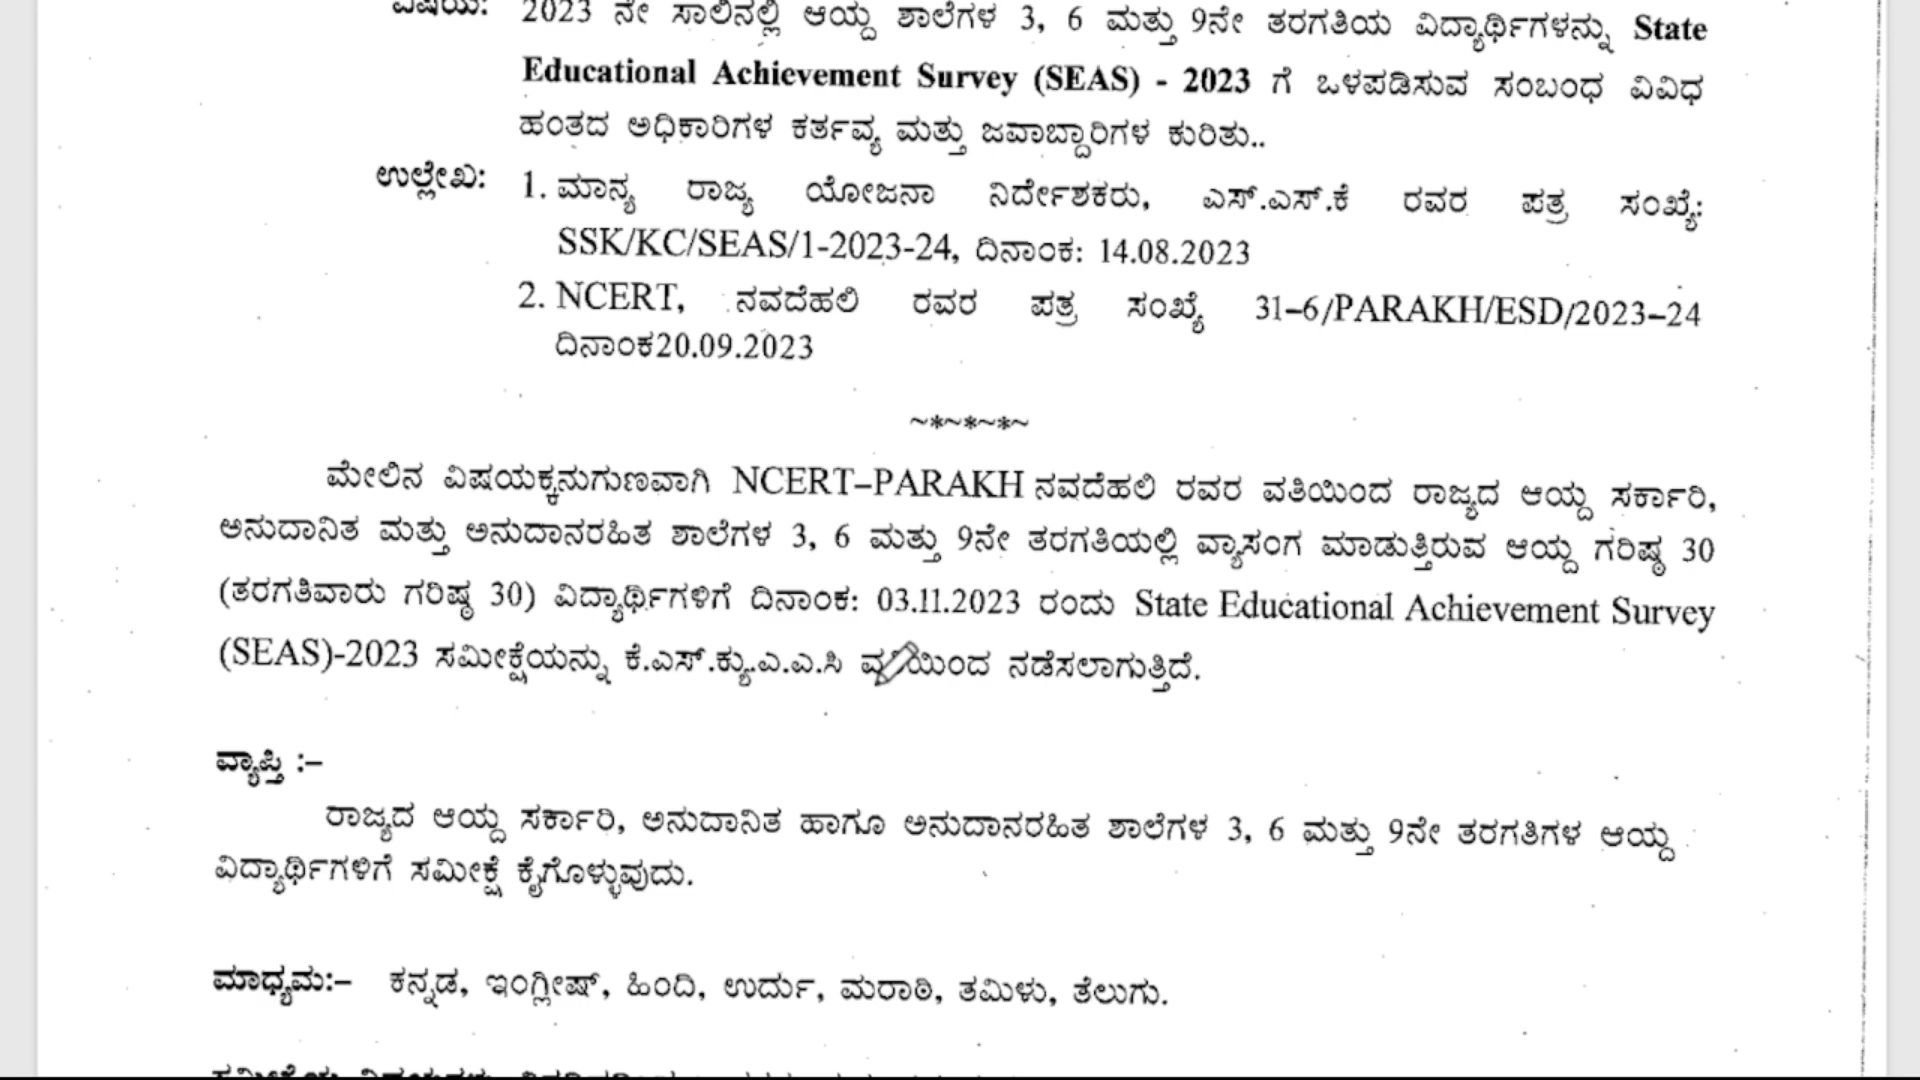 ವಿಷಯ: 2023 ನೇ ಸಾಲಿನಲ್ಲಿ ಆಯ್ದ ಶಾಲೆಗಳ 3, 6 ಮತ್ತು 9ನೇ ತರಗತಿಯ ವಿದ್ಯಾರ್ಥಿಗಳನ್ನು State
Educational Achievement Survey (SEAS) - 2023 ಗೆ ಒಳಪಡಿಸುವ ಸಂಬಂಧ ವಿವಿಧ
ಹಂತದ ಅಧಿಕಾರಿಗಳ ಕರ್ತವ್ಯ ಮತ್ತು ಜವಾಬ್ದಾರಿಗಳ ಕುರಿತು..
ಉಲ್ಲೇಖ: 1. ಮಾನ್ಯ ರಾಜ್ಯ ಯೋಜನಾ ನಿರ್ದೇಶಕರು, ಎಸ್.ಎಸ್.ಕೆ ರವರ ಪತ್ರ ಸಂಖ್ಯೆ:
SSK/KC/SEAS/1-2023-24, ದಿನಾಂಕ: 14.08.2023
2. NCERT, ನವದೆಹಲಿ ರವರ ಪತ್ರ ಸಂಖ್ಯೆ 31–6/PARAKH/ESD/2023–24
ದಿನಾಂಕ20.09.2023
~*~*~*~
ಮೇಲಿನ ವಿಷಯಕ್ಕನುಗುಣವಾಗಿ NCERT–PARAKH ನವದೆಹಲಿ ರವರ ವತಿಯಿಂದ ರಾಜ್ಯದ ಆಯ್ದ ಸರ್ಕಾರಿ,
ಅನುದಾನಿತ ಮತ್ತು ಅನುದಾನರಹಿತ ಶಾಲೆಗಳ 3, 6 ಮತ್ತು 9ನೇ ತರಗತಿಯಲ್ಲಿ ವ್ಯಾಸಂಗ ಮಾಡುತ್ತಿರುವ ಆಯ್ದ ಗರಿಷ್ಠ 30
(ತರಗತಿವಾರು ಗರಿಷ್ಠ 30) ವಿದ್ಯಾರ್ಥಿಗಳಿಗೆ ದಿನಾಂಕ: 03.11.2023 ರಂದು State Educational Achievement Survey
(SEAS)-2023 ಸಮೀಕ್ಷೆಯನ್ನು ಕೆ.ಎಸ್.ಕ್ಯು.ಎ.ಎ.ಸಿ ನಡೆಸಲಾಗುತ್ತಿದೆ.
ವ್ಯಾಪ್ತಿ :–
ರಾಜ್ಯದ ಆಯ್ದ ಸರ್ಕಾರಿ, ಅನುದಾನಿತ ಹಾಗೂ ಅನುದಾನರಹಿತ ಶಾಲೆಗಳ 3, 6 ಮತ್ತು 9ನೇ ತರಗತಿಗಳ ಆಯ್ದ
ವಿದ್ಯಾರ್ಥಿಗಳಿಗೆ ಸಮೀಕ್ಷೆ ಕೈಗೊಳ್ಳುವುದು.
ಮಾಧ್ಯಮ:– ಕನ್ನಡ, ಇಂಗ್ಲೀಷ್, ಹಿಂದಿ, ಉರ್ದು, ಮರಾಠಿ, ತಮಿಳು, ತೆಲುಗು.